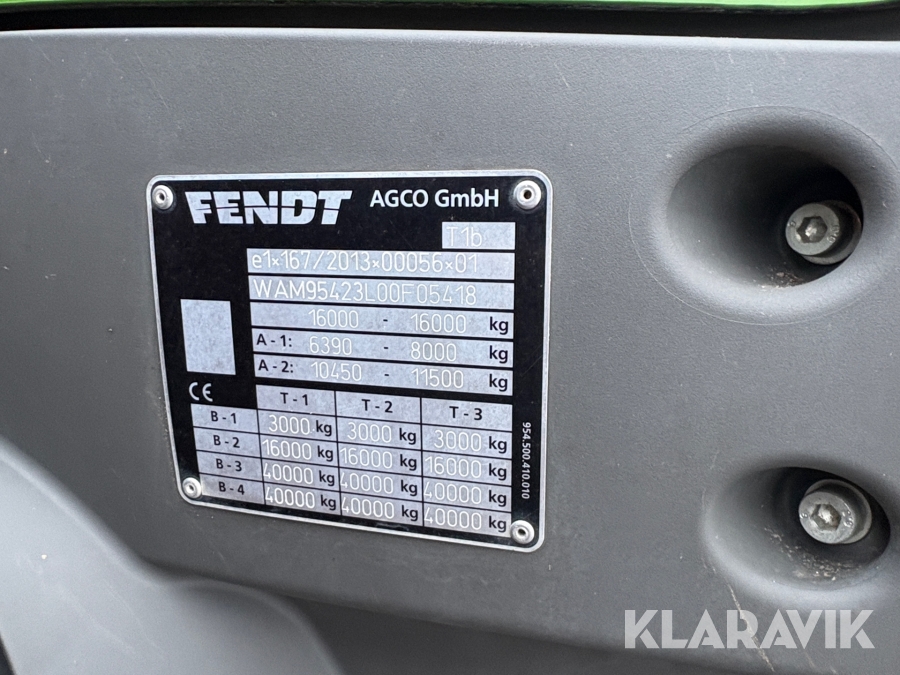 FENDT AGCO GmbH
T1b
e1*167/2013*00056*01
WAM95423L00F05418
16000 - 16000 kg
A - 1: 6390 - 8000 kg
A - 2: 10450 - 11500 kg
CE
T - 1 T - 2 T - 3
B - 1 3000 kg 3000 kg 3000 kg
B - 2 16000 kg 16000 kg 16000 kg
B - 3 40000 kg 40000 kg 40000 kg
B - 4 40000 kg 40000 kg 40000 kg
954.500.410.010
KLARAVIK